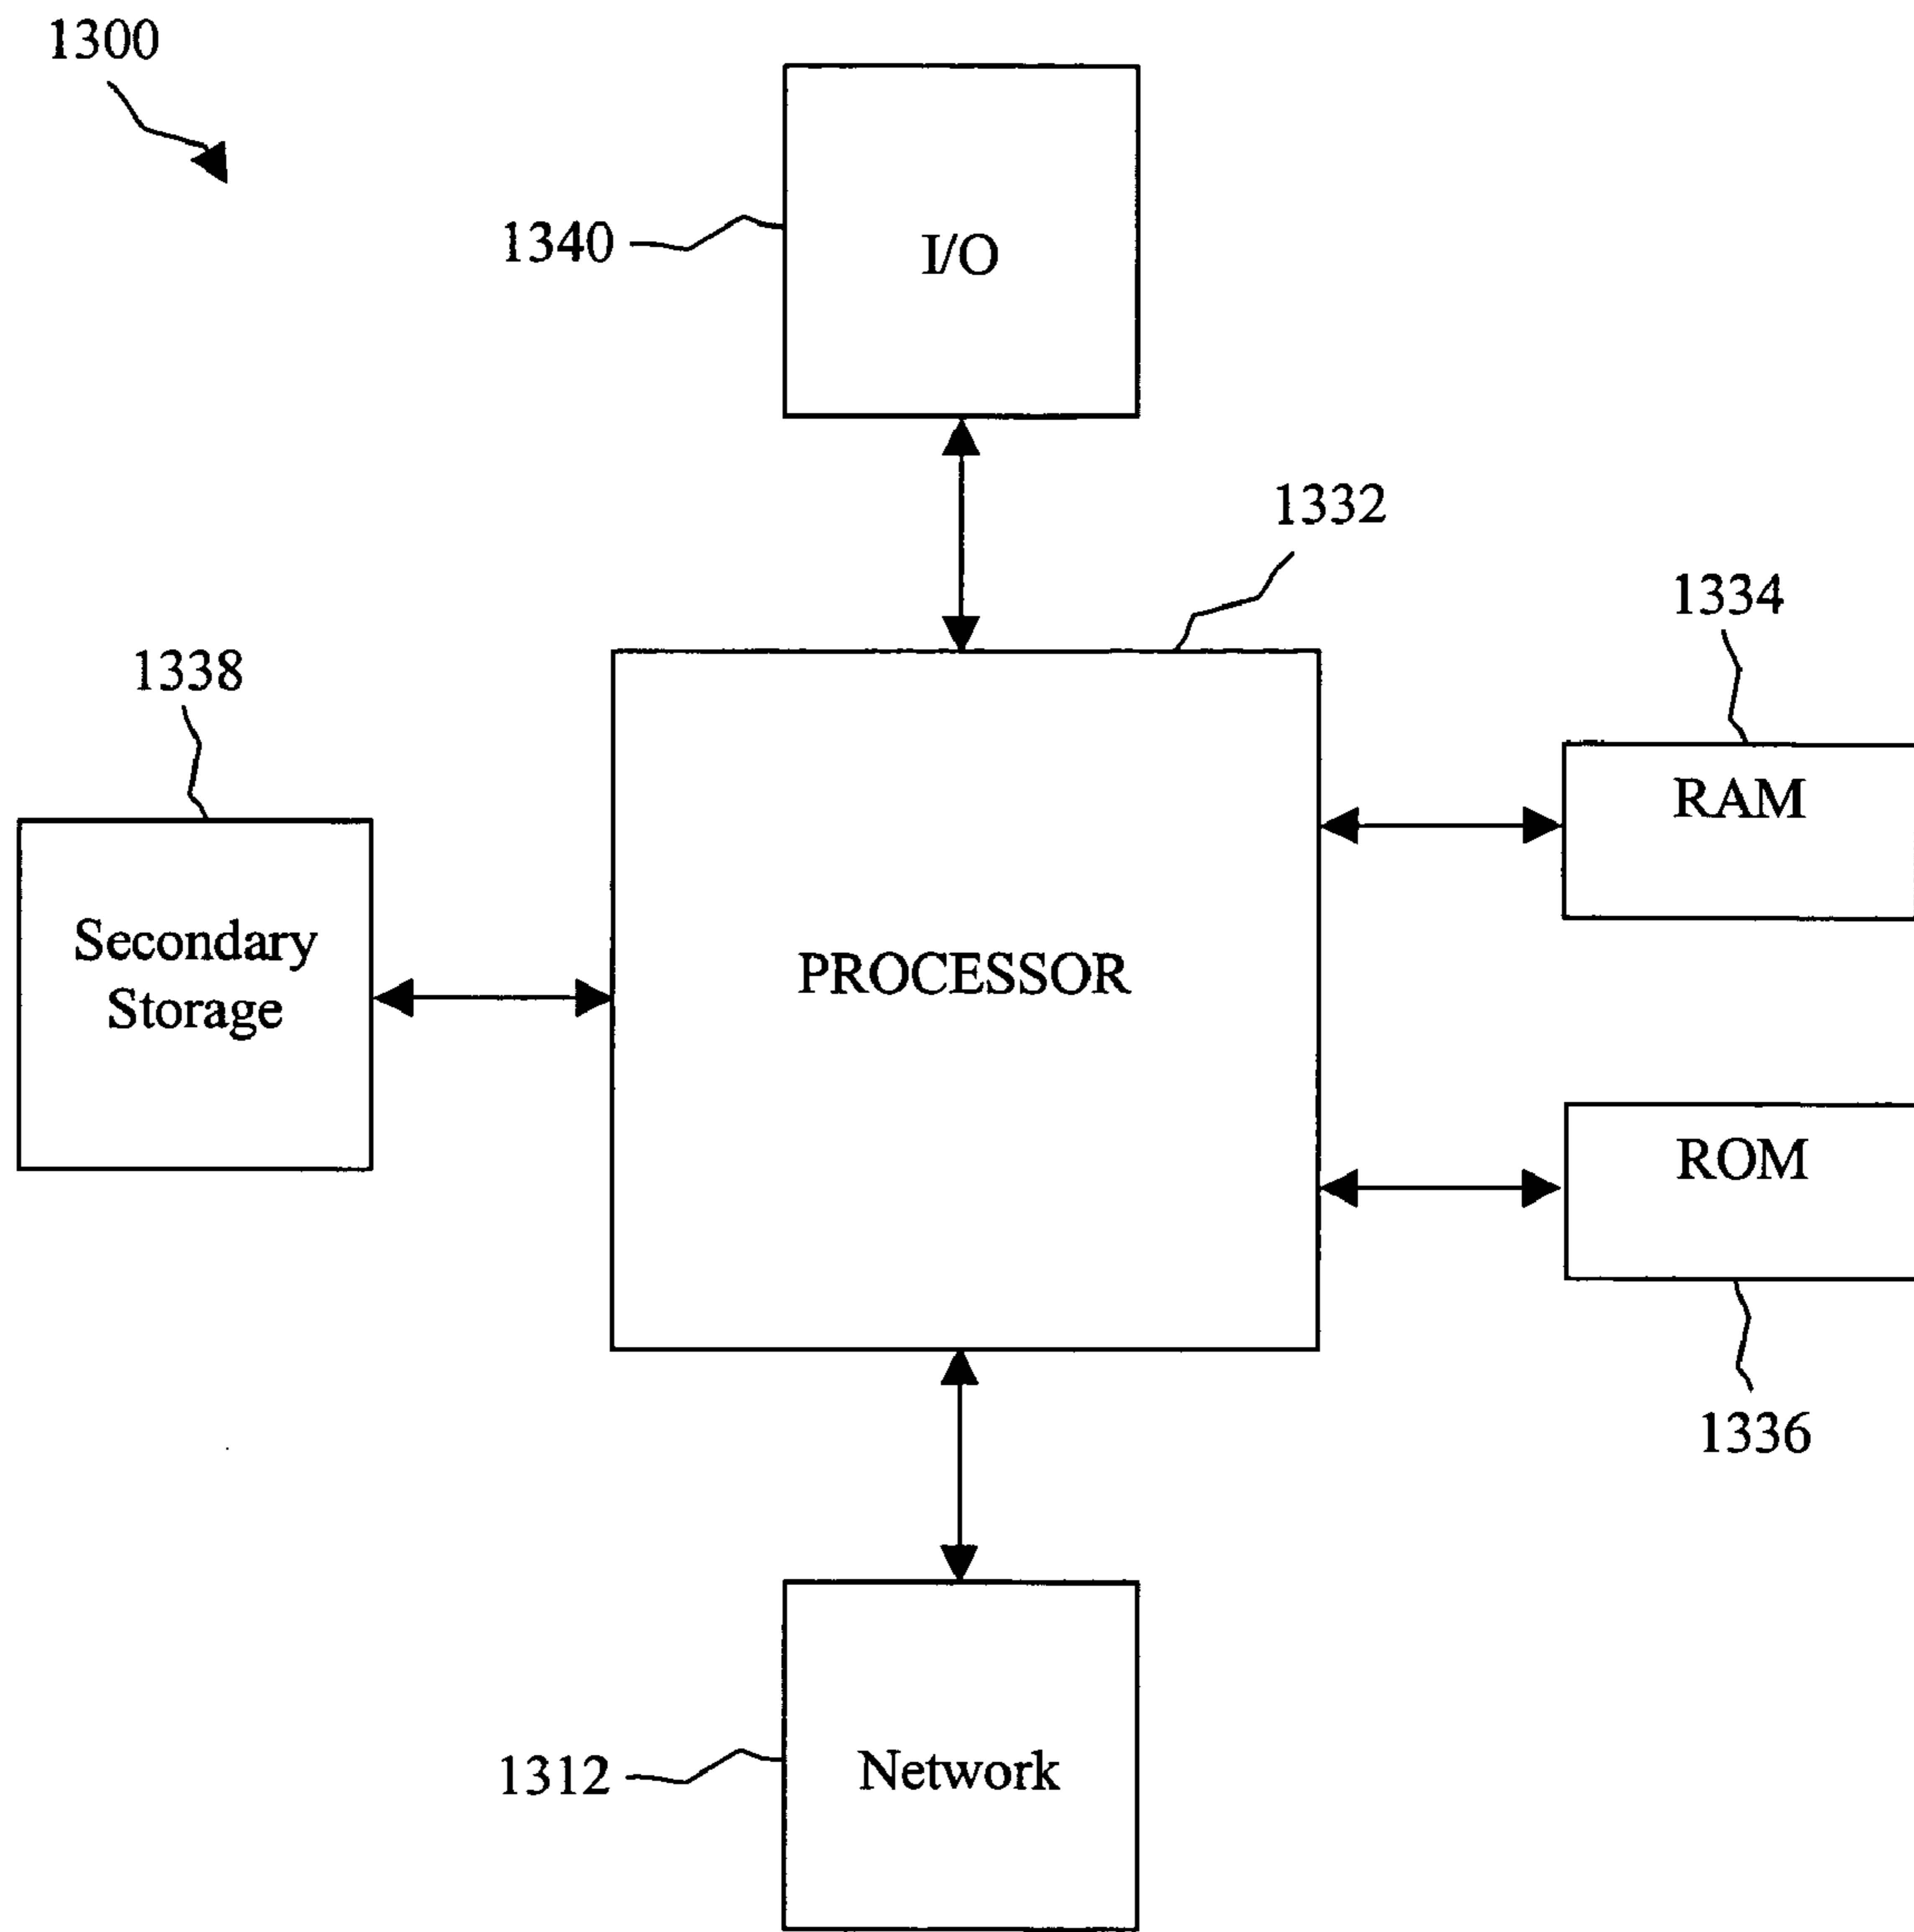 1300
1340
I/O
1332
1334
1338
RAM
Secondary
Storage
PROCESSOR
ROM
1336
1312
Network